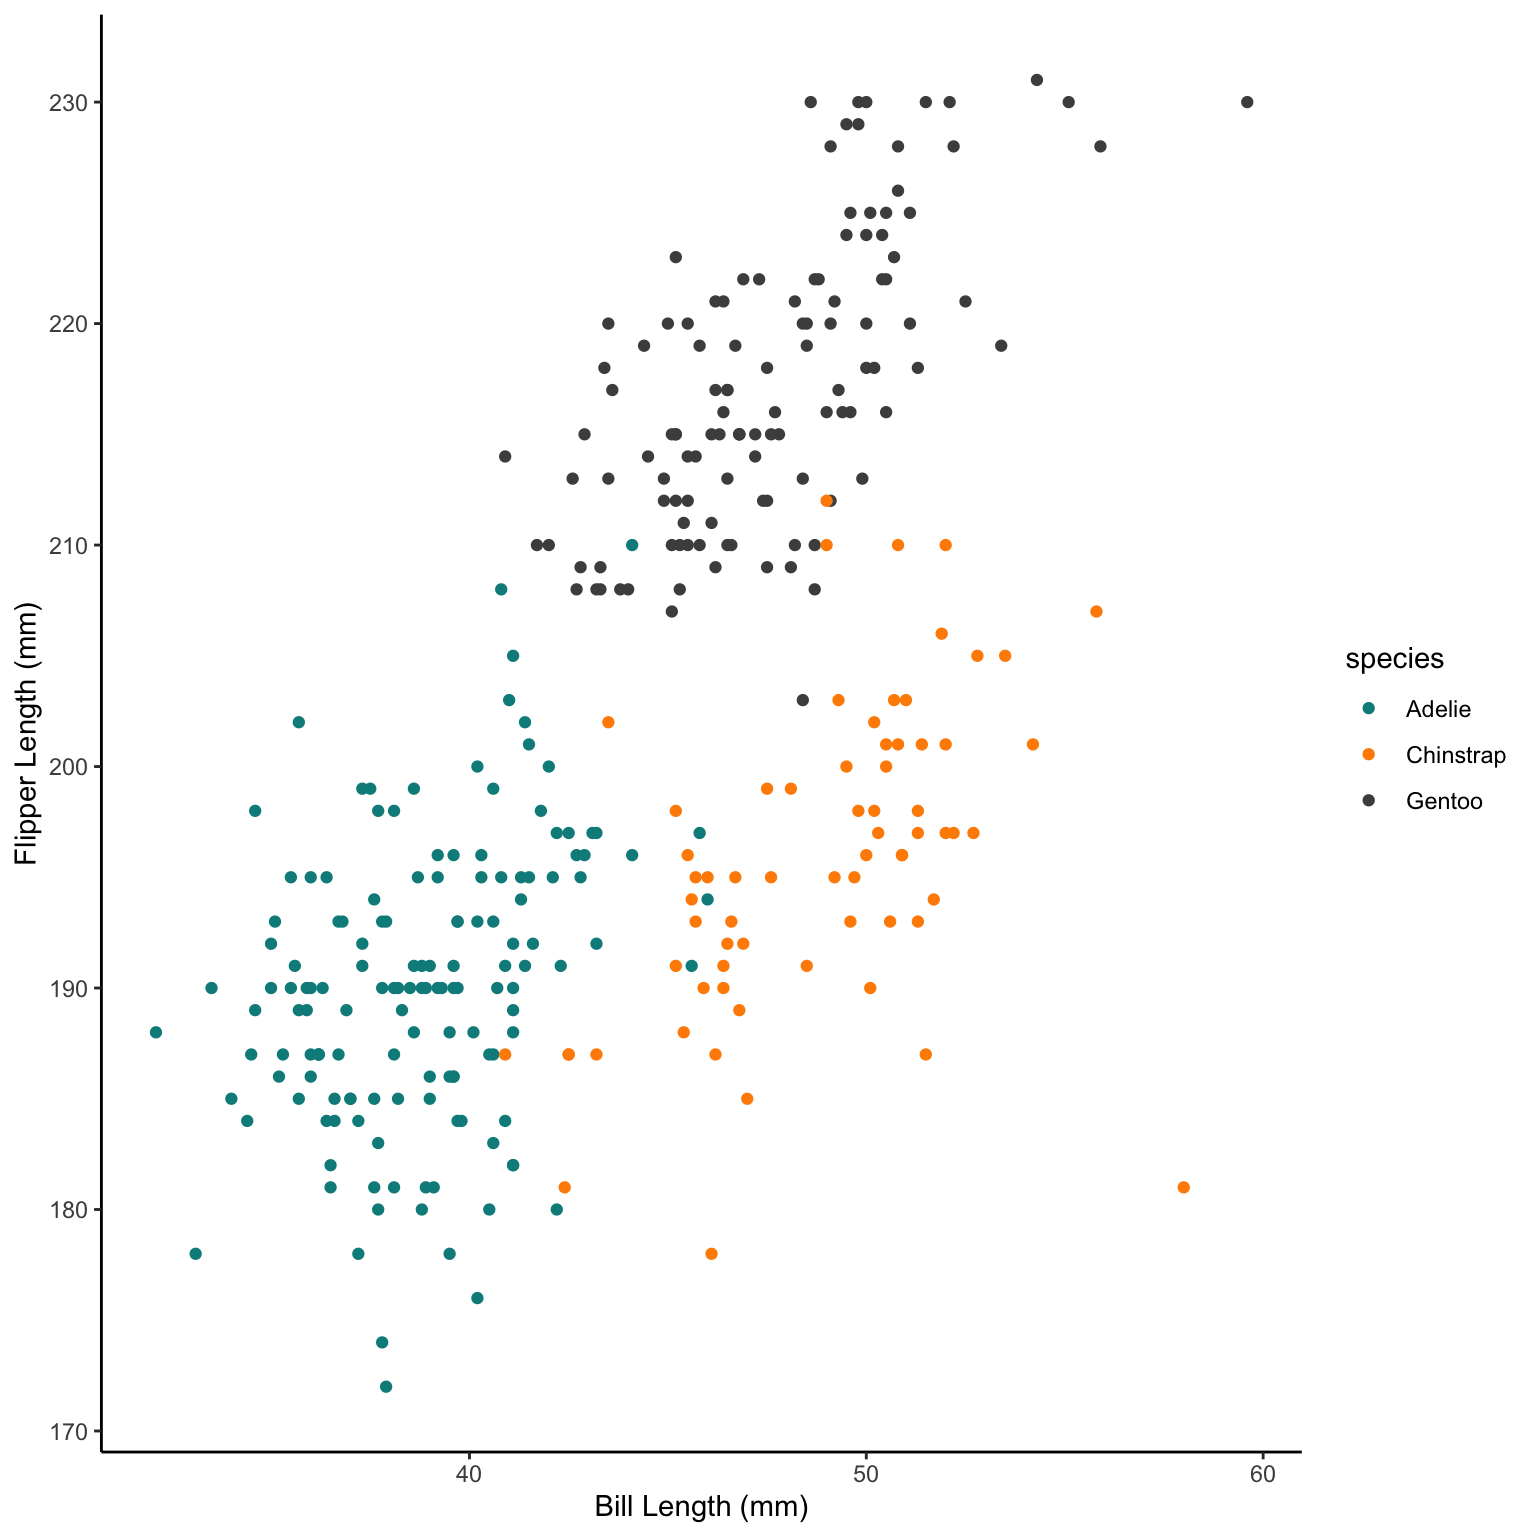 230
220
210
200
190
180
170
40
50
60
Flipper Length (mm)
Bill Length (mm)
species
Adelie
Chinstrap
Gentoo